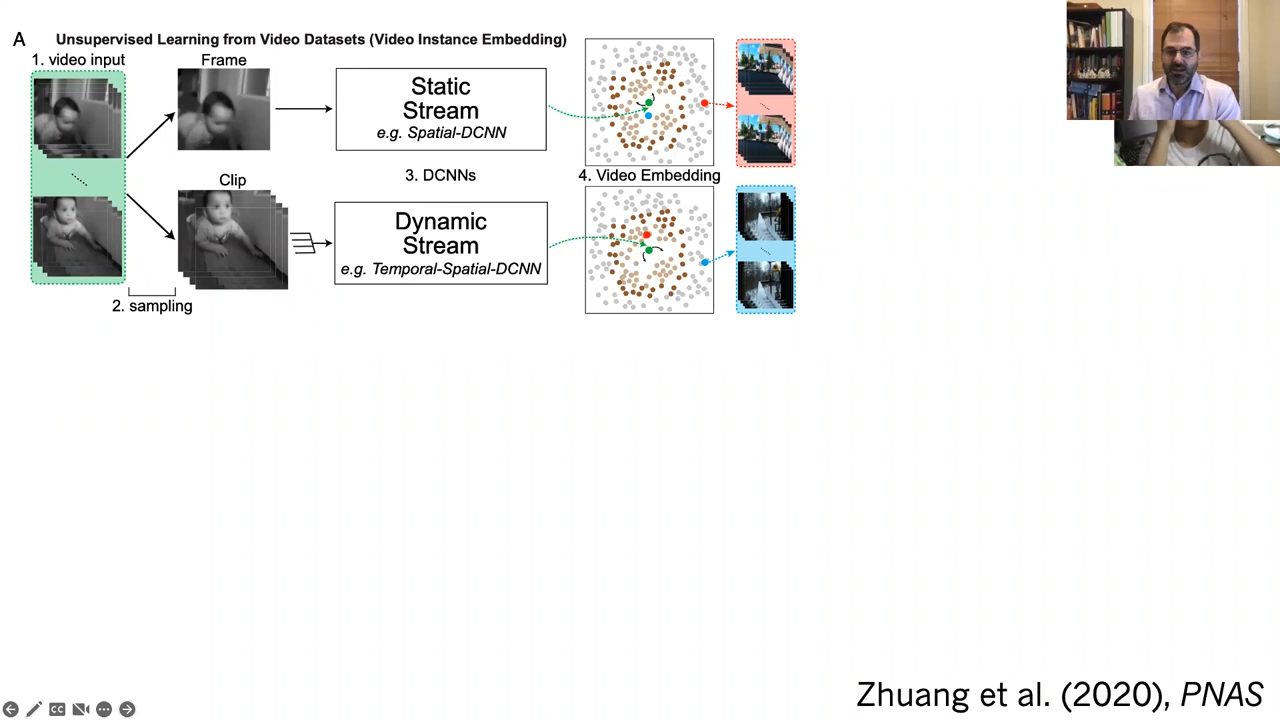 A
Unsupervised Learning from Video Datasets (Video Instance Embedding)
1. video input
Frame
Static
Stream
e.g. Spatial-DCNN
Clip
3. DCNNs
4. Video Embedding
Dynamic
Stream
e.g. Temporal-Spatial-DCNN
2. sampling
Zhuang et al. (2020), PNAS
CC